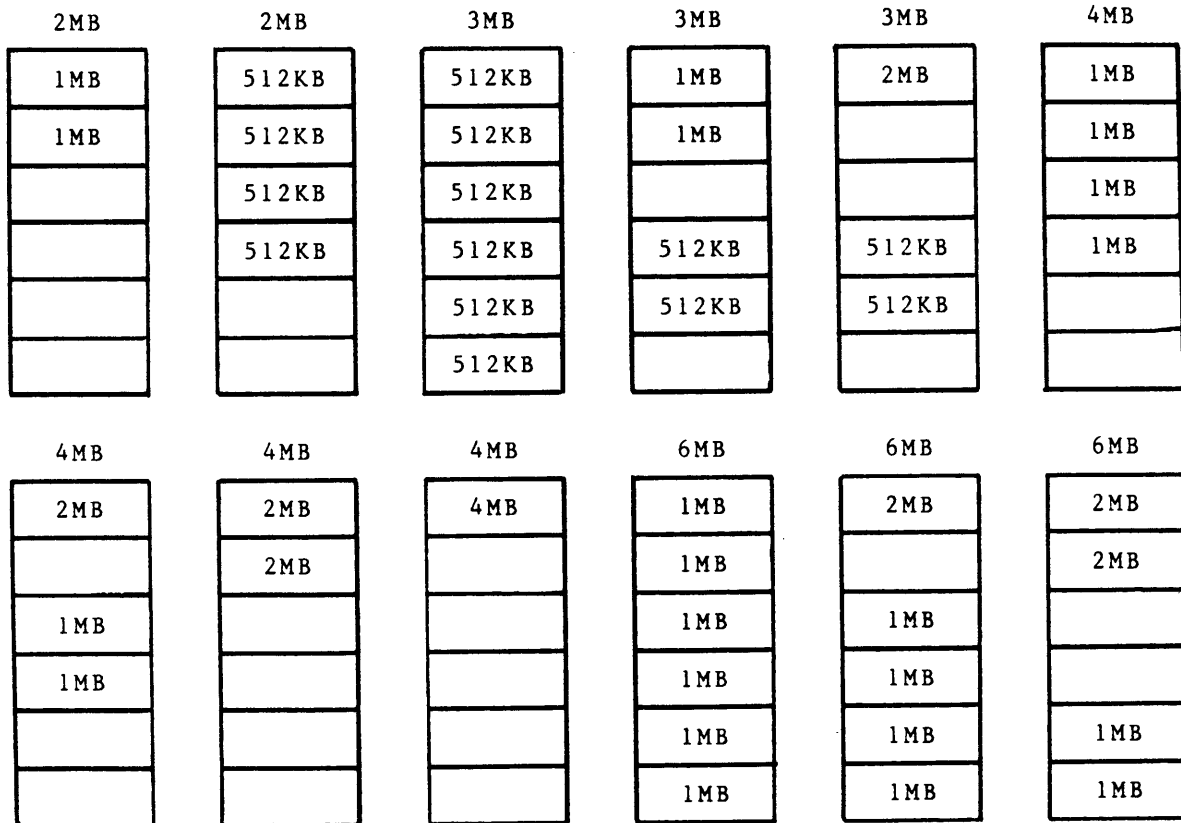 2MB 2MB 3MB 3MB 3MB 4MB
1MB 512KB 512KB 1MB 2MB 1MB
1MB 512KB 512KB 1MB 1MB
512KB 512KB 1MB
512KB 512KB 512KB 512KB 1MB
512KB 512KB 512KB
512KB
4MB 4MB 4MB 6MB 6MB 6MB
2MB 2MB 4MB 1MB 2MB 2MB
2MB 1MB 2MB
1MB 1MB 1MB
1MB 1MB 1MB
1MB 1MB 1MB
1MB 1MB 1MB